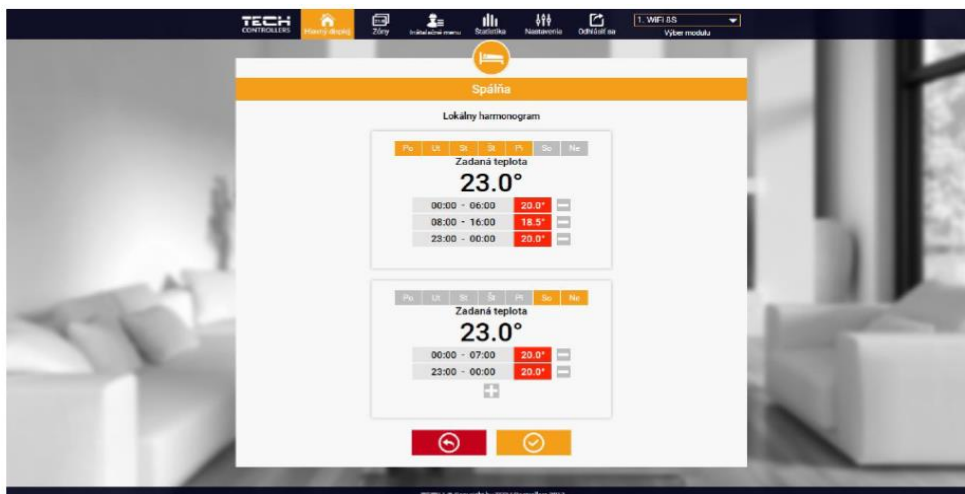 TECH
CONTROLLERS
Hlavný displej
Zóny
Inštalačné menu
Štatistika
Nastavenia
Odhlásiť sa
1. WIFI 8S
Výber modulu
Spálňa
Lokálny harmonogram
Po Ut St Št Pi So Ne
Zadaná teplota
23.0°
00:00 - 06:00 20.0°
08:00 - 16:00 18.5°
23:00 - 00:00 20.0°
Po Ut St Št Pi So Ne
Zadaná teplota
23.0°
00:00 - 07:00 20.0°
23:00 - 00:00 20.0°